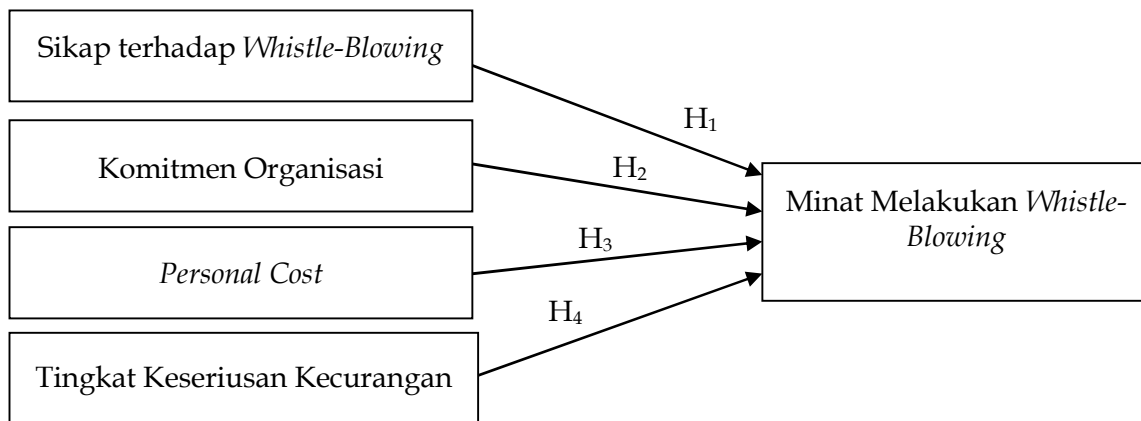 Sikap terhadap Whistle-Blowing
H₁
Komitmen Organisasi
H₂
Minat Melakukan Whistle-
Blowing
H₃
Personal Cost
H₄
Tingkat Keseriusan Kecurangan